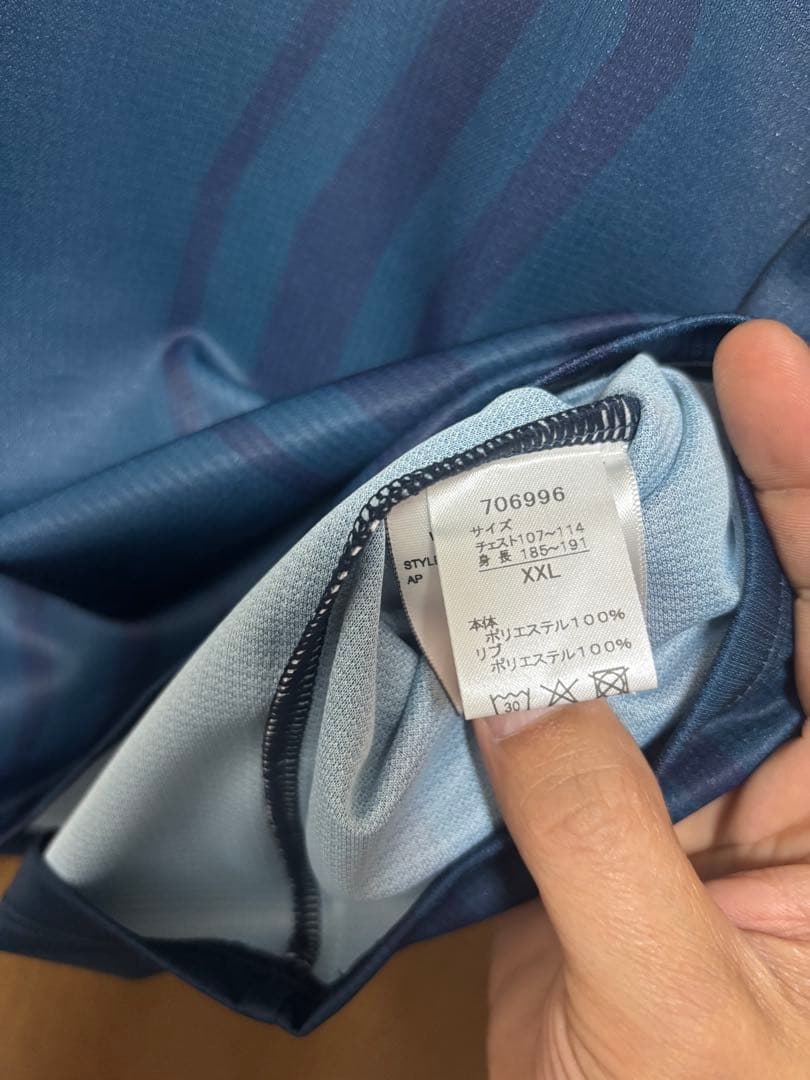 706996
サイズ
チェスト107~114
身長 185~191
XXL
本体
ポリエステル100%
リブ
ポリエステル100%
30
STYLE
AP